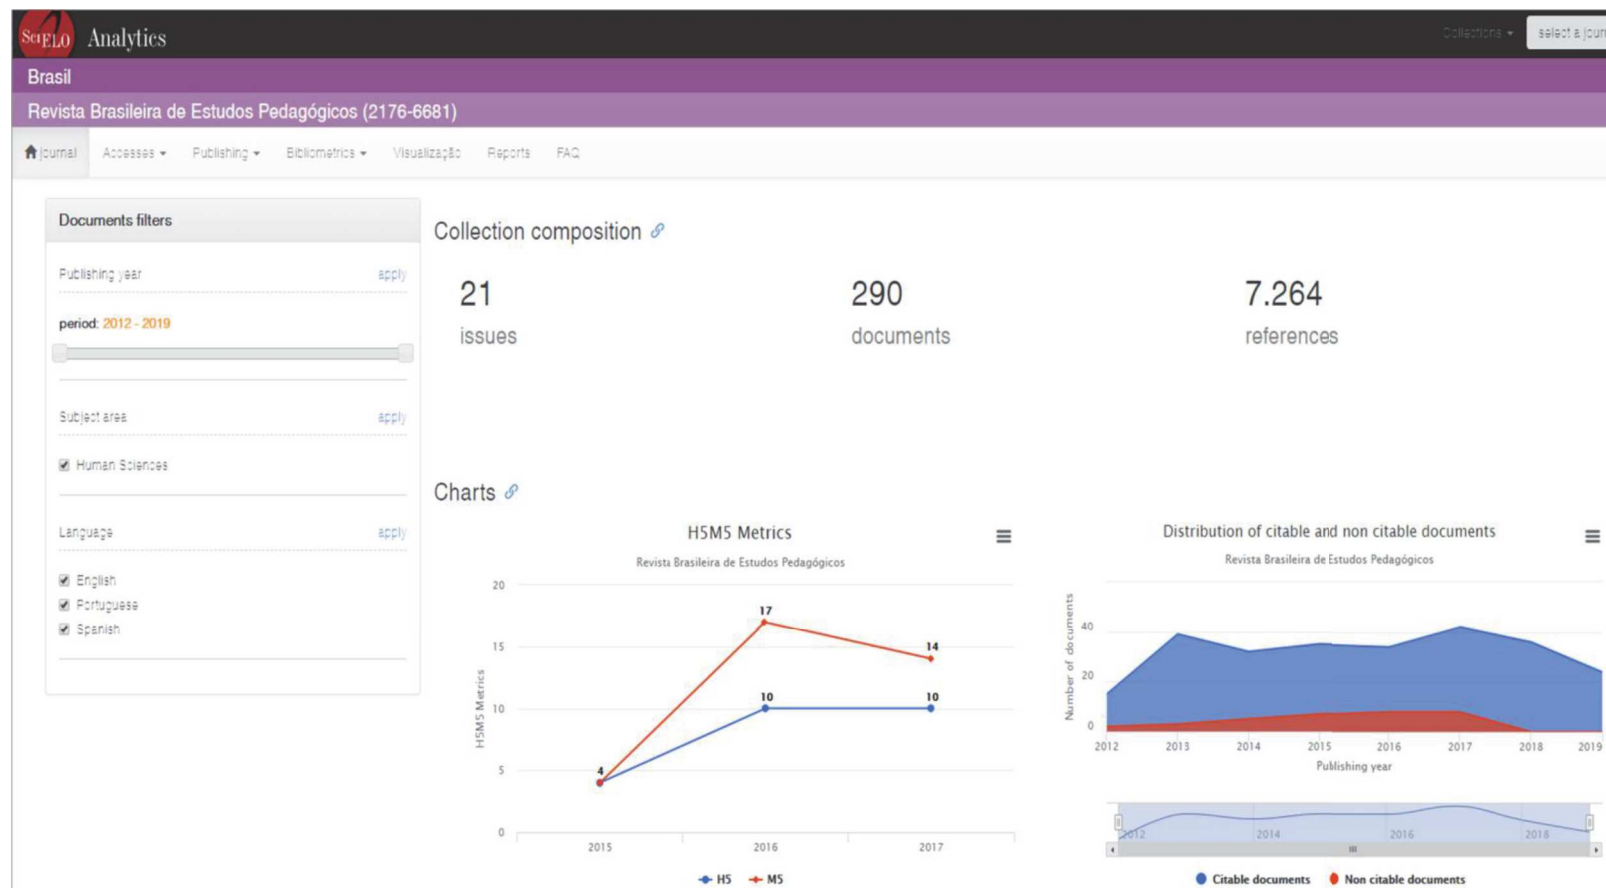 SciELO Analytics
Collections
select a jour
Brasil
Revista Brasileira de Estudos Pedagógicos (2176-6681)
journal Accesses Publishing Bibliometrics Visualização Reports FAQ
Documents filters
Publishing year apply
period: 2012 - 2019
Subject area apply
Human Sciences
Language apply
English
Portuguese
Spanish
Collection composition
21 290 7.264
issues documents references
Charts
H5M5 Metrics
Revista Brasileira de Estudos Pedagógicos
H5M5 Metrics
20
15
10
5
0
17
14
10
10
4
2015 2016 2017
H5 M5
Distribution of citable and non citable documents
Revista Brasileira de Estudos Pedagógicos
Number of documents
40
20
0
2012 2013 2014 2015 2016 2017 2018 2019
Publishing year
2012 2014 2016 2018
Citable documents Non citable documents